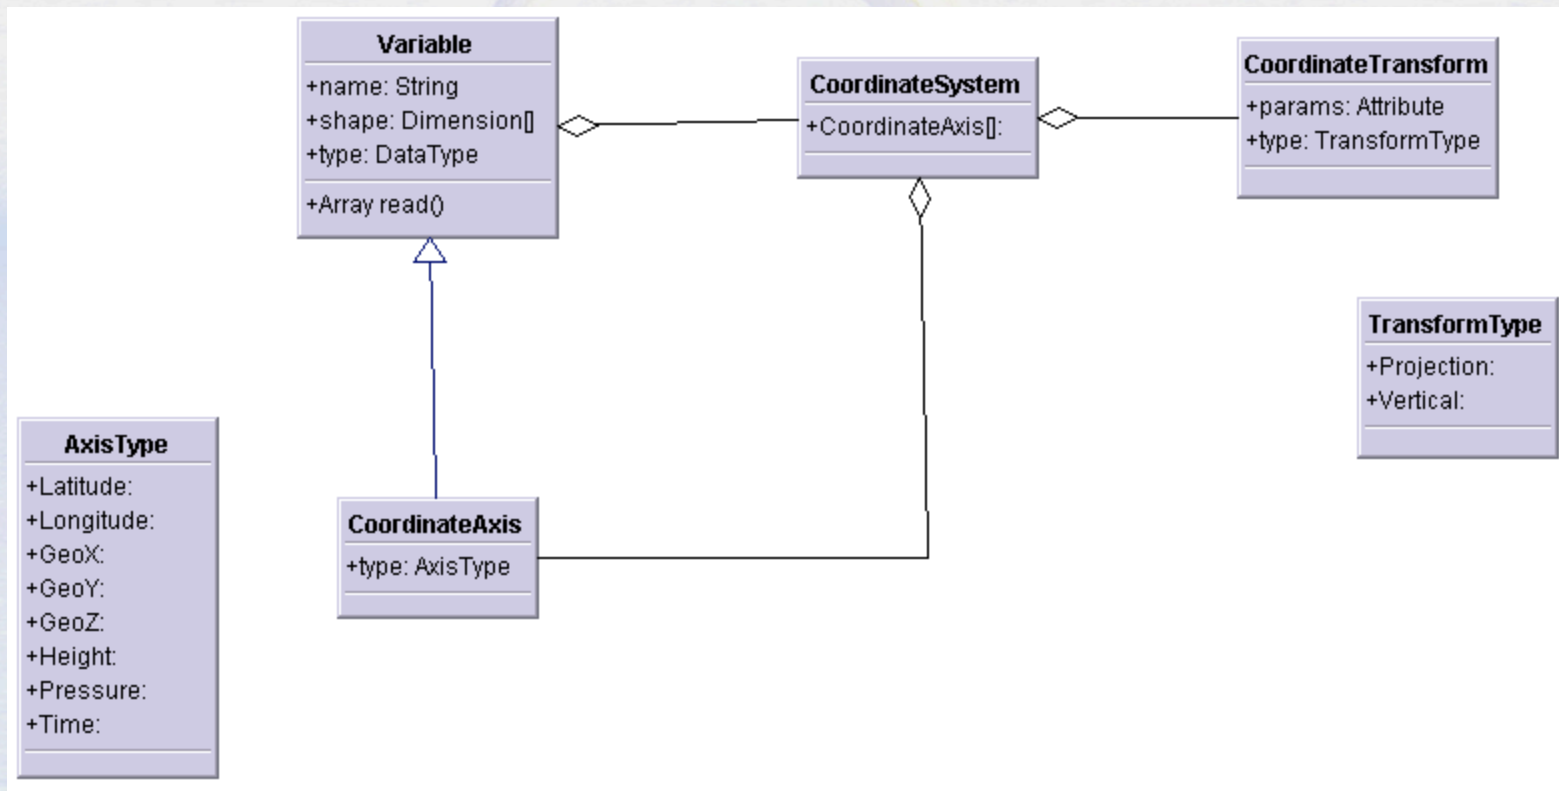 Variable
+name: String
+shape: Dimension[]
+type: DataType
+Array read()
CoordinateSystem
+CoordinateAxis[]:
CoordinateTransform
+params: Attribute
+type: TransformType
TransformType
+Projection:
+Vertical:
AxisType
+Latitude:
+Longitude:
+GeoX:
+GeoY:
+GeoZ:
+Height:
+Pressure:
+Time:
CoordinateAxis
+type: AxisType